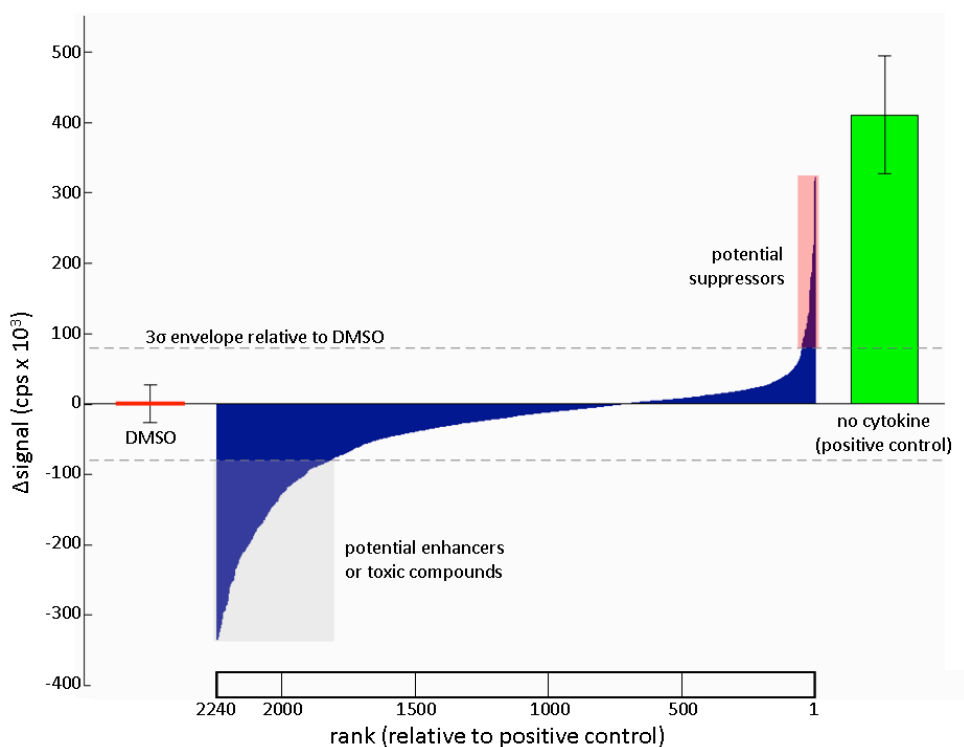 500
400
300
200
100
0
-100
-200
-300
-400
Δsignal (cps x 10³)
3σ envelope relative to DMSO
DMSO
potential
suppressors
no cytokine
(positive control)
potential enhancers
or toxic compounds
2240 2000 1500 1000 500 1
rank (relative to positive control)